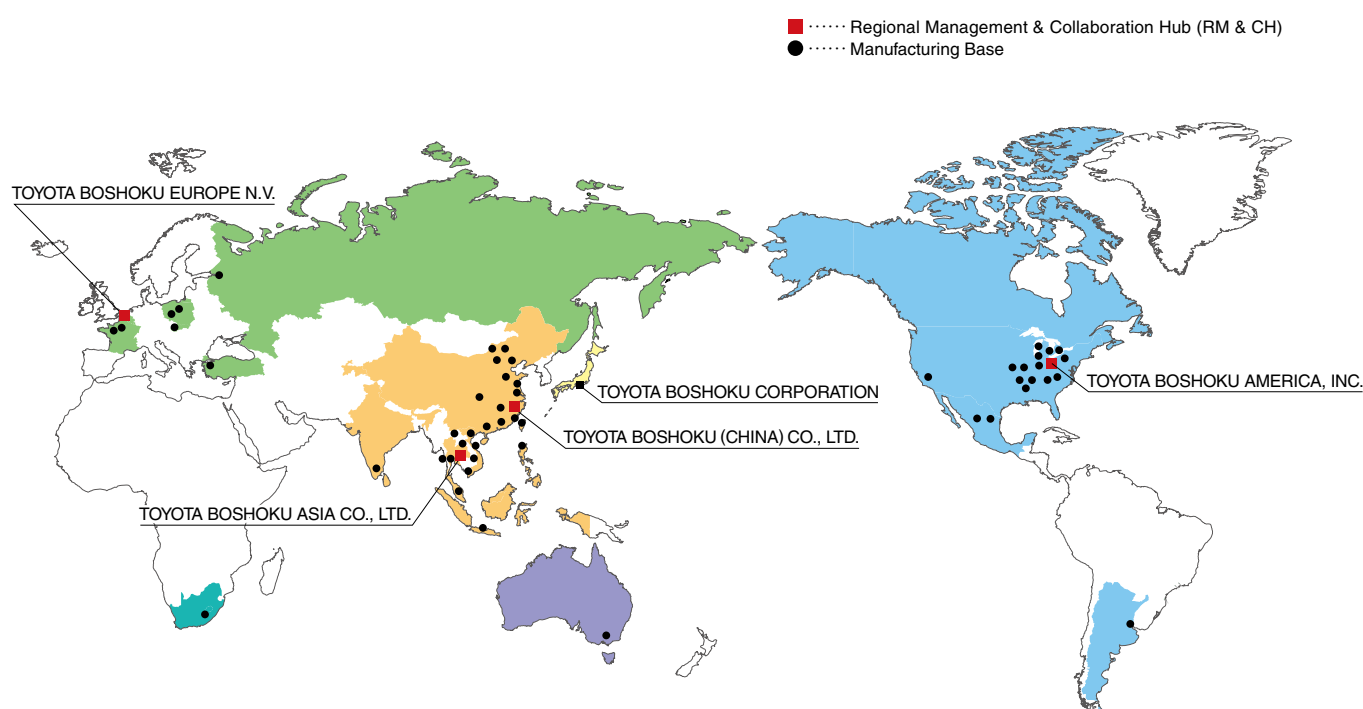 Regional Management & Collaboration Hub (RM & CH)
Manufacturing Base
TOYOTA BOSHOKU EUROPE N.V.
TOYOTA BOSHOKU AMERICA, INC.
TOYOTA BOSHOKU CORPORATION
TOYOTA BOSHOKU (CHINA) CO., LTD.
TOYOTA BOSHOKU ASIA CO., LTD.